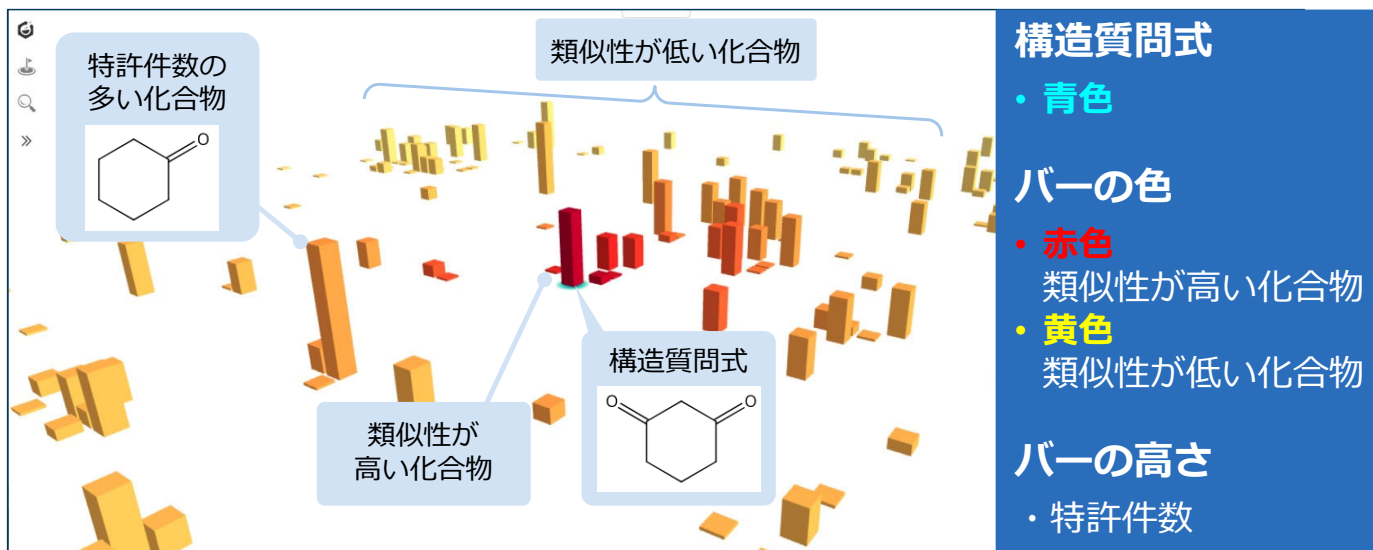 特許件数の
多い化合物
O
類似性が低い化合物
類似性が
高い化合物
構造質問式
O
O
構造質問式
・青色
バーの色
・赤色
類似性が高い化合物
・黄色
類似性が低い化合物
バーの高さ
・特許件数